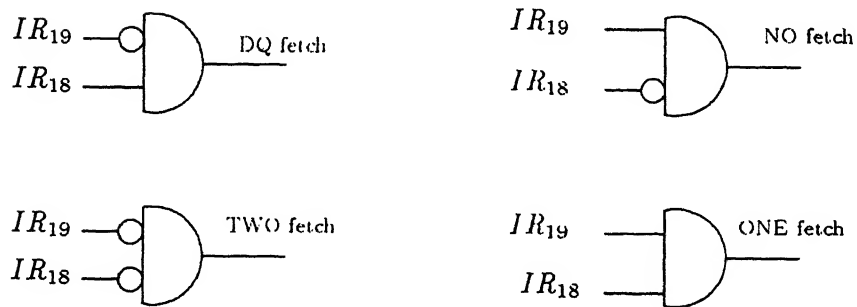 IR19
DQ fetch
IR18
IR19
NO fetch
IR18
IR19
TWO fetch
IR18
IR19
ONE fetch
IR18